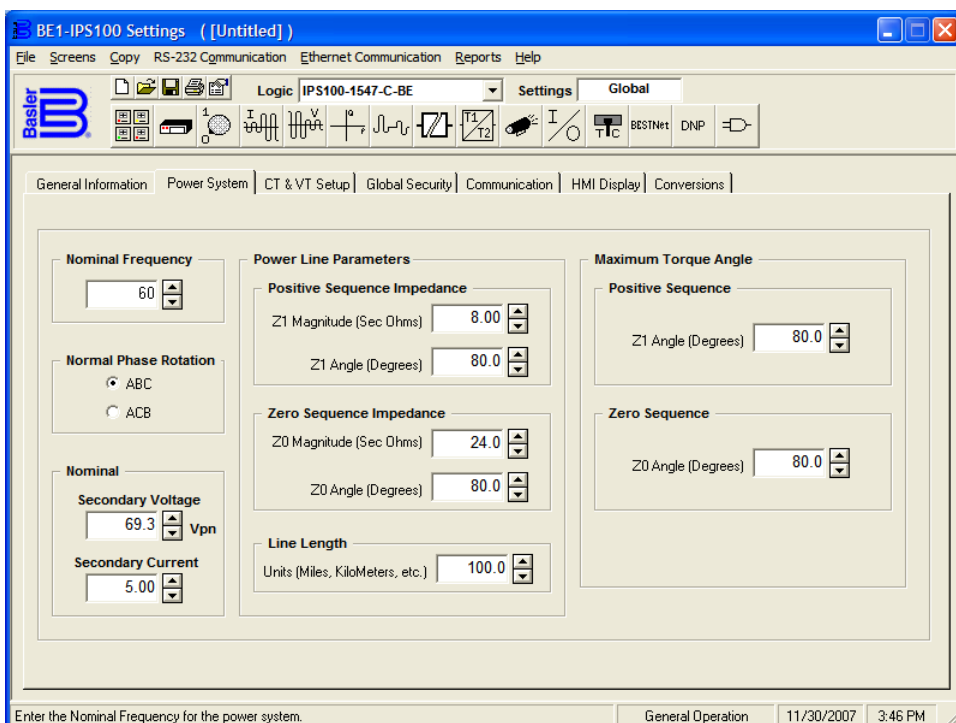 BE1-IPS100 Settings ( [Untitled] )
File Screens Copy RS-232 Communication Ethernet Communication Reports Help
Basler
Logic IPS100-1547-C-BE Settings Global
1 0 I V f T1 T2 I/O TTC BESTNet DNP
General Information Power System CT & VT Setup Global Security Communication HMI Display Conversions
Nominal Frequency
60
Normal Phase Rotation
ABC
ACB
Nominal
Secondary Voltage
69.3 Vpn
Secondary Current
5.00
Power Line Parameters
Positive Sequence Impedance
Z1 Magnitude (Sec Ohms) 8.00
Z1 Angle (Degrees) 80.0
Zero Sequence Impedance
Z0 Magnitude (Sec Ohms) 24.0
Z0 Angle (Degrees) 80.0
Line Length
Units (Miles, KiloMeters, etc.) 100.0
Maximum Torque Angle
Positive Sequence
Z1 Angle (Degrees) 80.0
Zero Sequence
Z0 Angle (Degrees) 80.0
Enter the Nominal Frequency for the power system. General Operation 11/30/2007 3:46 PM